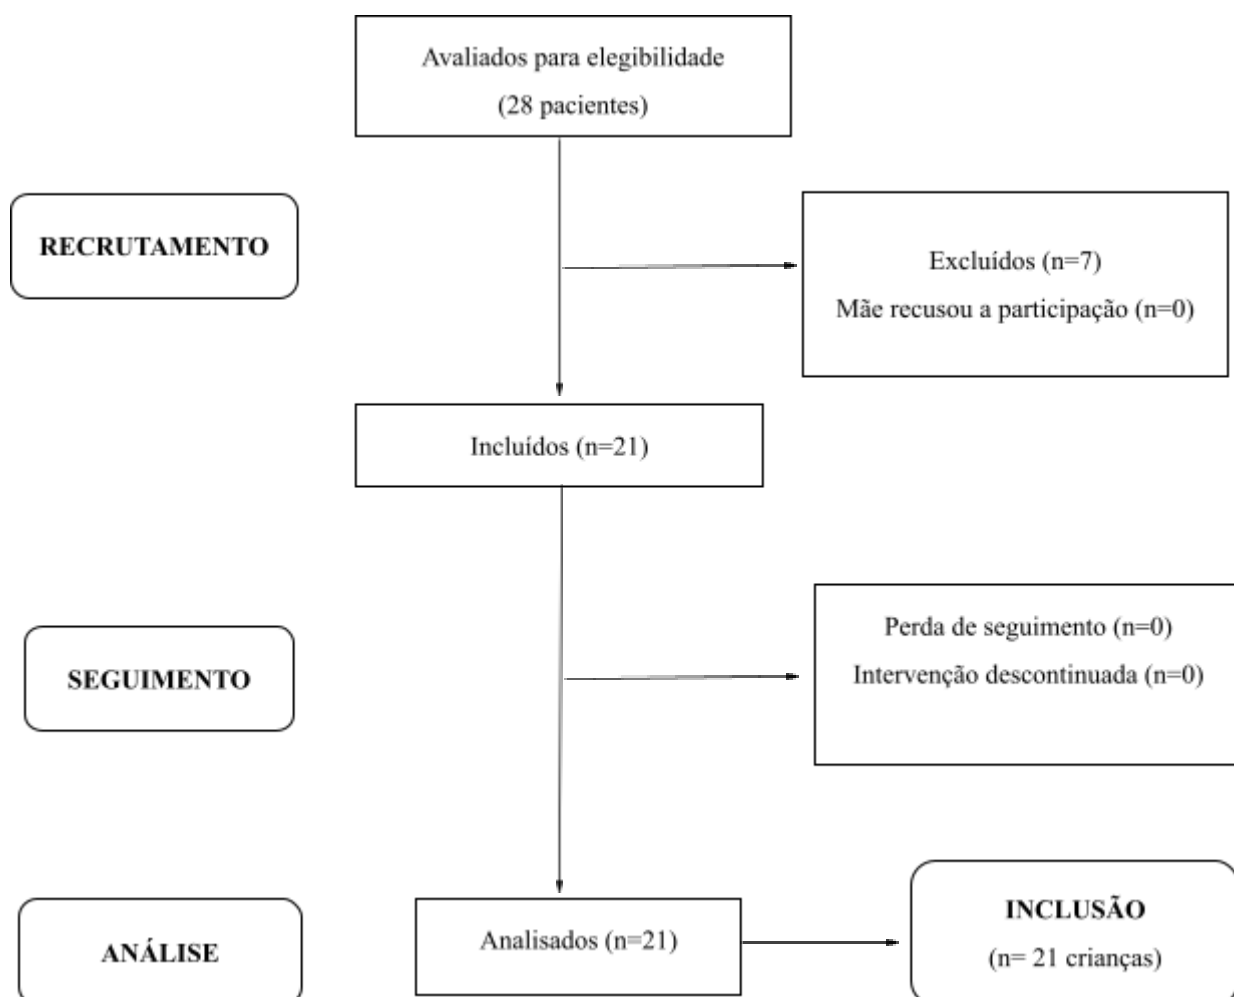 Avaliados para elegibilidade
(28 pacientes)
RECRUTAMENTO
Excluídos (n=7)
Mãe recusou a participação (n=0)
Incluídos (n=21)
SEGUIMENTO
Perda de seguimento (n=0)
Intervenção descontinuada (n=0)
ANÁLISE
Analisados (n=21)
INCLUSÃO
(n= 21 crianças)